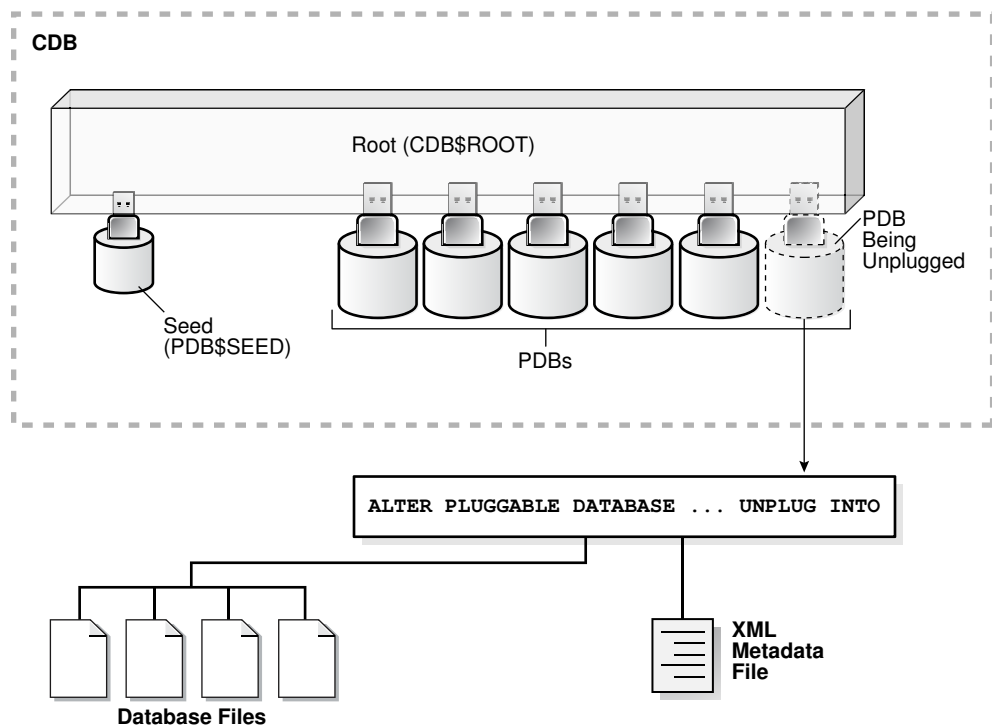 CDB
Root (CDB$ROOT)
PDB
Being
Unplugged
Seed
(PDB$SEED)
PDBs
ALTER PLUGGABLE DATABASE ... UNPLUG INTO
XML
Metadata
File
Database Files